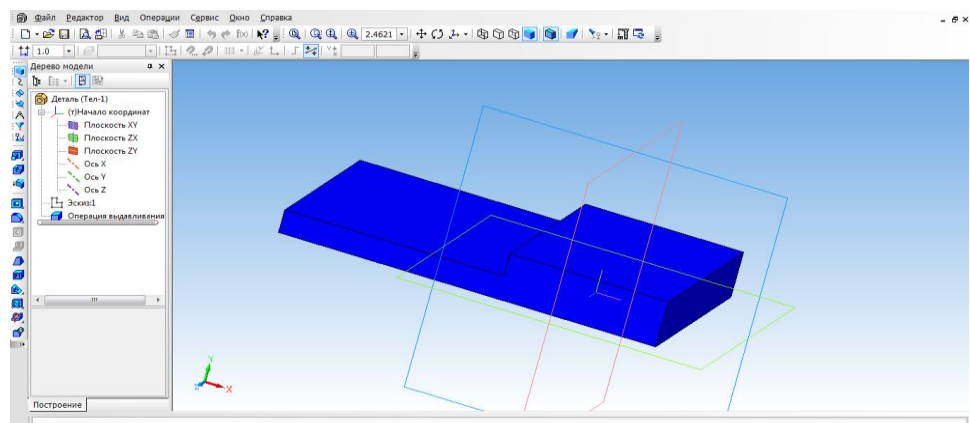 Файл Редактор Вид Операции Сервис Окно Справка
2.4621
1.0
Дерево модели
Деталь (Тел-1)
(т)Начало координат
Плоскость XY
Плоскость ZX
Плоскость ZY
Ось X
Ось Y
Ось Z
Эскиз:1
Операция выдавливания
Y
Z X
Построение